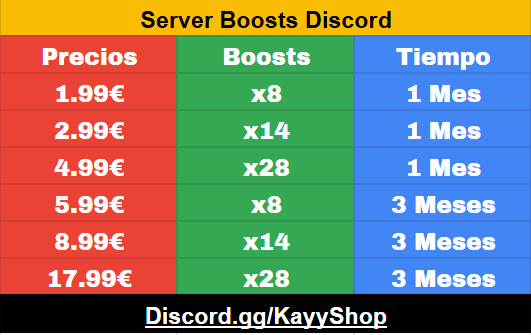 Server Boosts Discord
Precios Boosts Tiempo
1.99€ x8 1 Mes
2.99€ x14 1 Mes
4.99€ x28 1 Mes
5.99€ x8 3 Meses
8.99€ x14 3 Meses
17.99€ x28 3 Meses
Discord.gg/KayyShop